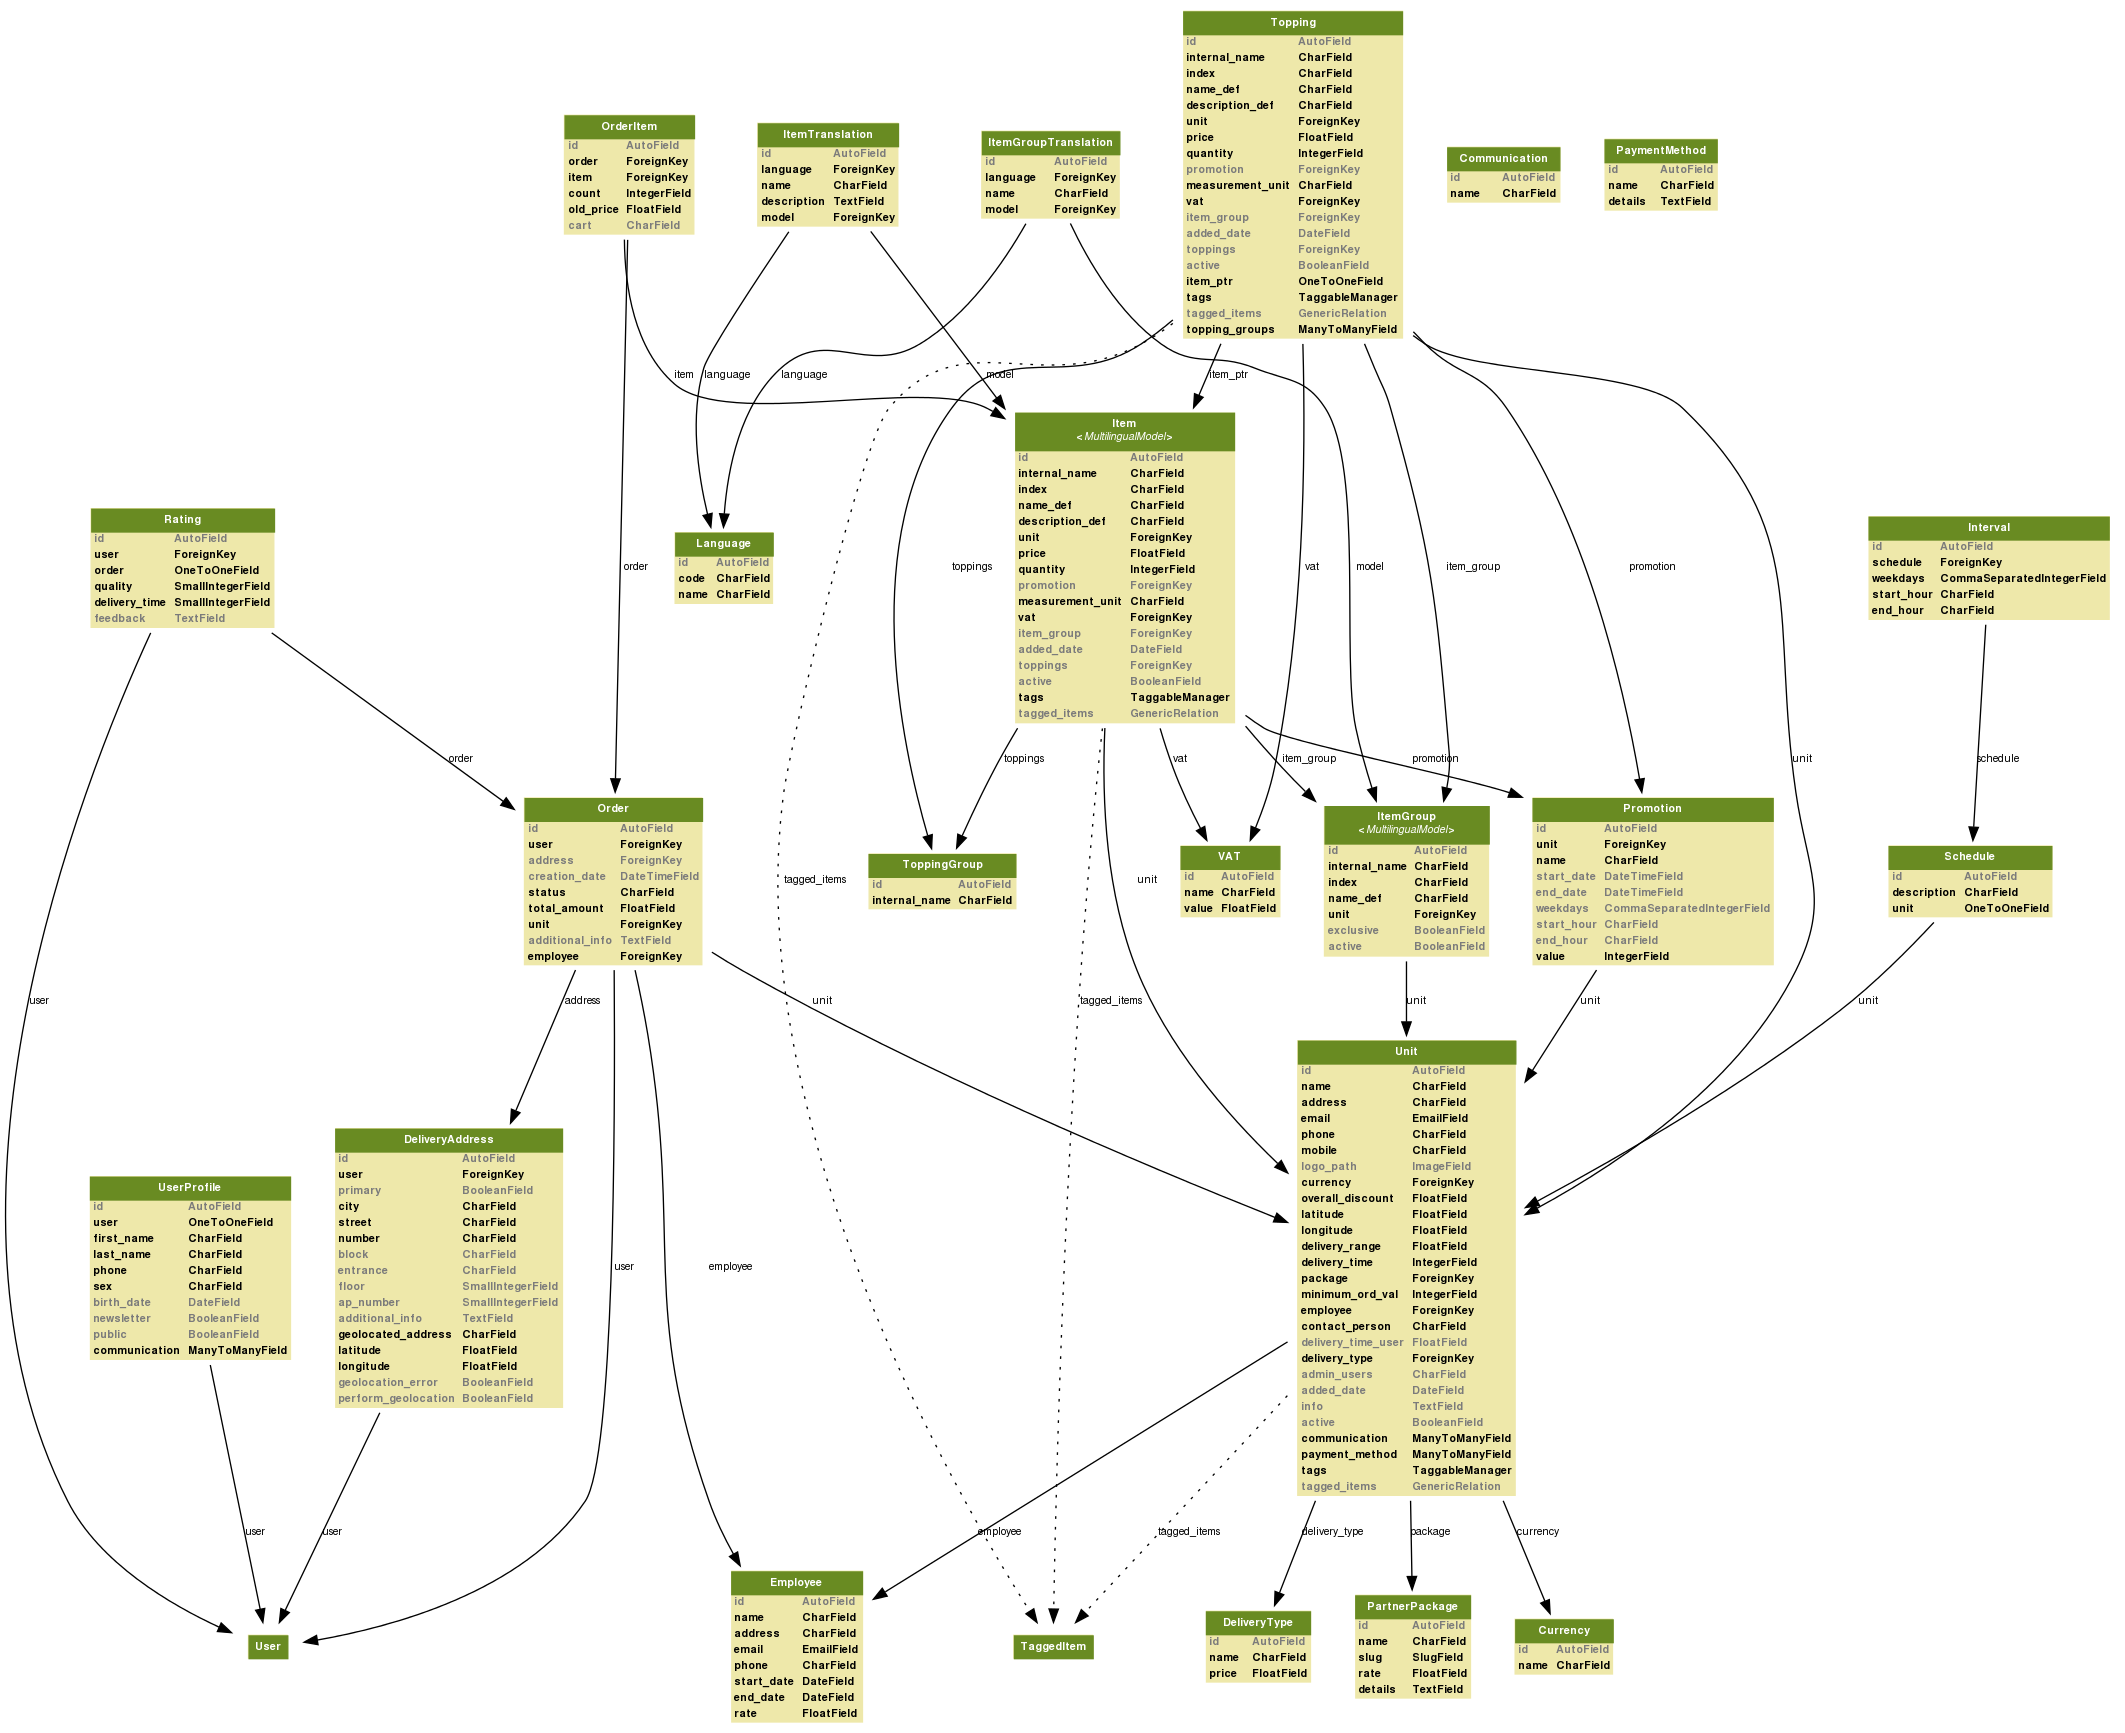 Topping
id AutoField
internal_name CharField
index CharField
name_def CharField
description_def CharField
unit ForeignKey
price FloatField
quantity IntegerField
promotion ForeignKey
measurement_unit CharField
vat ForeignKey
item_group ForeignKey
added_date DateField
toppings ForeignKey
active BooleanField
item_ptr OneToOneField
tags TaggableManager
tagged_items GenericRelation
topping_groups ManyToManyField
OrderItem
id AutoField
order ForeignKey
item ForeignKey
count IntegerField
old_price FloatField
cart CharField
ItemTranslation
id AutoField
language ForeignKey
name CharField
description TextField
model ForeignKey
ItemGroupTranslation
id AutoField
language ForeignKey
name CharField
model ForeignKey
Communication
id AutoField
name CharField
PaymentMethod
id AutoField
name CharField
details TextField
item
language
language
model
item_ptr
Item
<MultilingualModel>
id AutoField
internal_name CharField
index CharField
name_def CharField
description_def CharField
unit ForeignKey
price FloatField
quantity IntegerField
promotion ForeignKey
measurement_unit CharField
vat ForeignKey
item_group ForeignKey
added_date DateField
toppings ForeignKey
active BooleanField
tags TaggableManager
tagged_items GenericRelation
Rating
id AutoField
user ForeignKey
order OneToOneField
quality SmallIntegerField
delivery_time SmallIntegerField
feedback TextField
Language
id AutoField
code CharField
name CharField
Interval
id AutoField
schedule ForeignKey
weekdays CommaSeparatedIntegerField
start_hour CharField
end_hour CharField
order
toppings
vat
model
item_group
promotion
order
toppings
vat
item_group
promotion
unit
schedule
Order
id AutoField
user ForeignKey
address ForeignKey
creation_date DateTimeField
status CharField
total_amount FloatField
unit ForeignKey
additional_info TextField
employee ForeignKey
ToppingGroup
id AutoField
internal_name CharField
VAT
id AutoField
name CharField
value FloatField
ItemGroup
<MultilingualModel>
id AutoField
internal_name CharField
index CharField
name_def CharField
unit ForeignKey
exclusive BooleanField
active BooleanField
Promotion
id AutoField
unit ForeignKey
name CharField
start_date DateTimeField
end_date DateTimeField
weekdays CommaSeparatedIntegerField
start_hour CharField
end_hour CharField
value IntegerField
Schedule
id AutoField
description CharField
unit OneToOneField
tagged_items
unit
user
address
unit
tagged_items
unit
unit
unit
Unit
id AutoField
name CharField
address CharField
email EmailField
phone CharField
mobile CharField
logo_path ImageField
currency ForeignKey
overall_discount FloatField
latitude FloatField
longitude FloatField
delivery_range FloatField
delivery_time IntegerField
package ForeignKey
minimum_ord_val IntegerField
employee ForeignKey
contact_person CharField
delivery_time_user FloatField
delivery_type ForeignKey
admin_users CharField
added_date DateField
info TextField
active BooleanField
communication ManyToManyField
payment_method ManyToManyField
tags TaggableManager
tagged_items GenericRelation
DeliveryAddress
id AutoField
user ForeignKey
primary BooleanField
city CharField
street CharField
number CharField
block CharField
entrance CharField
floor SmallIntegerField
ap_number SmallIntegerField
additional_info TextField
geolocated_address CharField
latitude FloatField
longitude FloatField
geolocation_error BooleanField
perform_geolocation BooleanField
UserProfile
id AutoField
user OneToOneField
first_name CharField
last_name CharField
phone CharField
sex CharField
birth_date DateField
newsletter BooleanField
public BooleanField
communication ManyToManyField
user
employee
user
user
employee
tagged_items
delivery_type
package
currency
User
Employee
id AutoField
name CharField
address CharField
email EmailField
phone CharField
start_date DateField
end_date DateField
rate FloatField
TaggedItem
DeliveryType
id AutoField
name CharField
price FloatField
PartnerPackage
id AutoField
name CharField
slug SlugField
rate FloatField
details TextField
Currency
id AutoField
name CharField